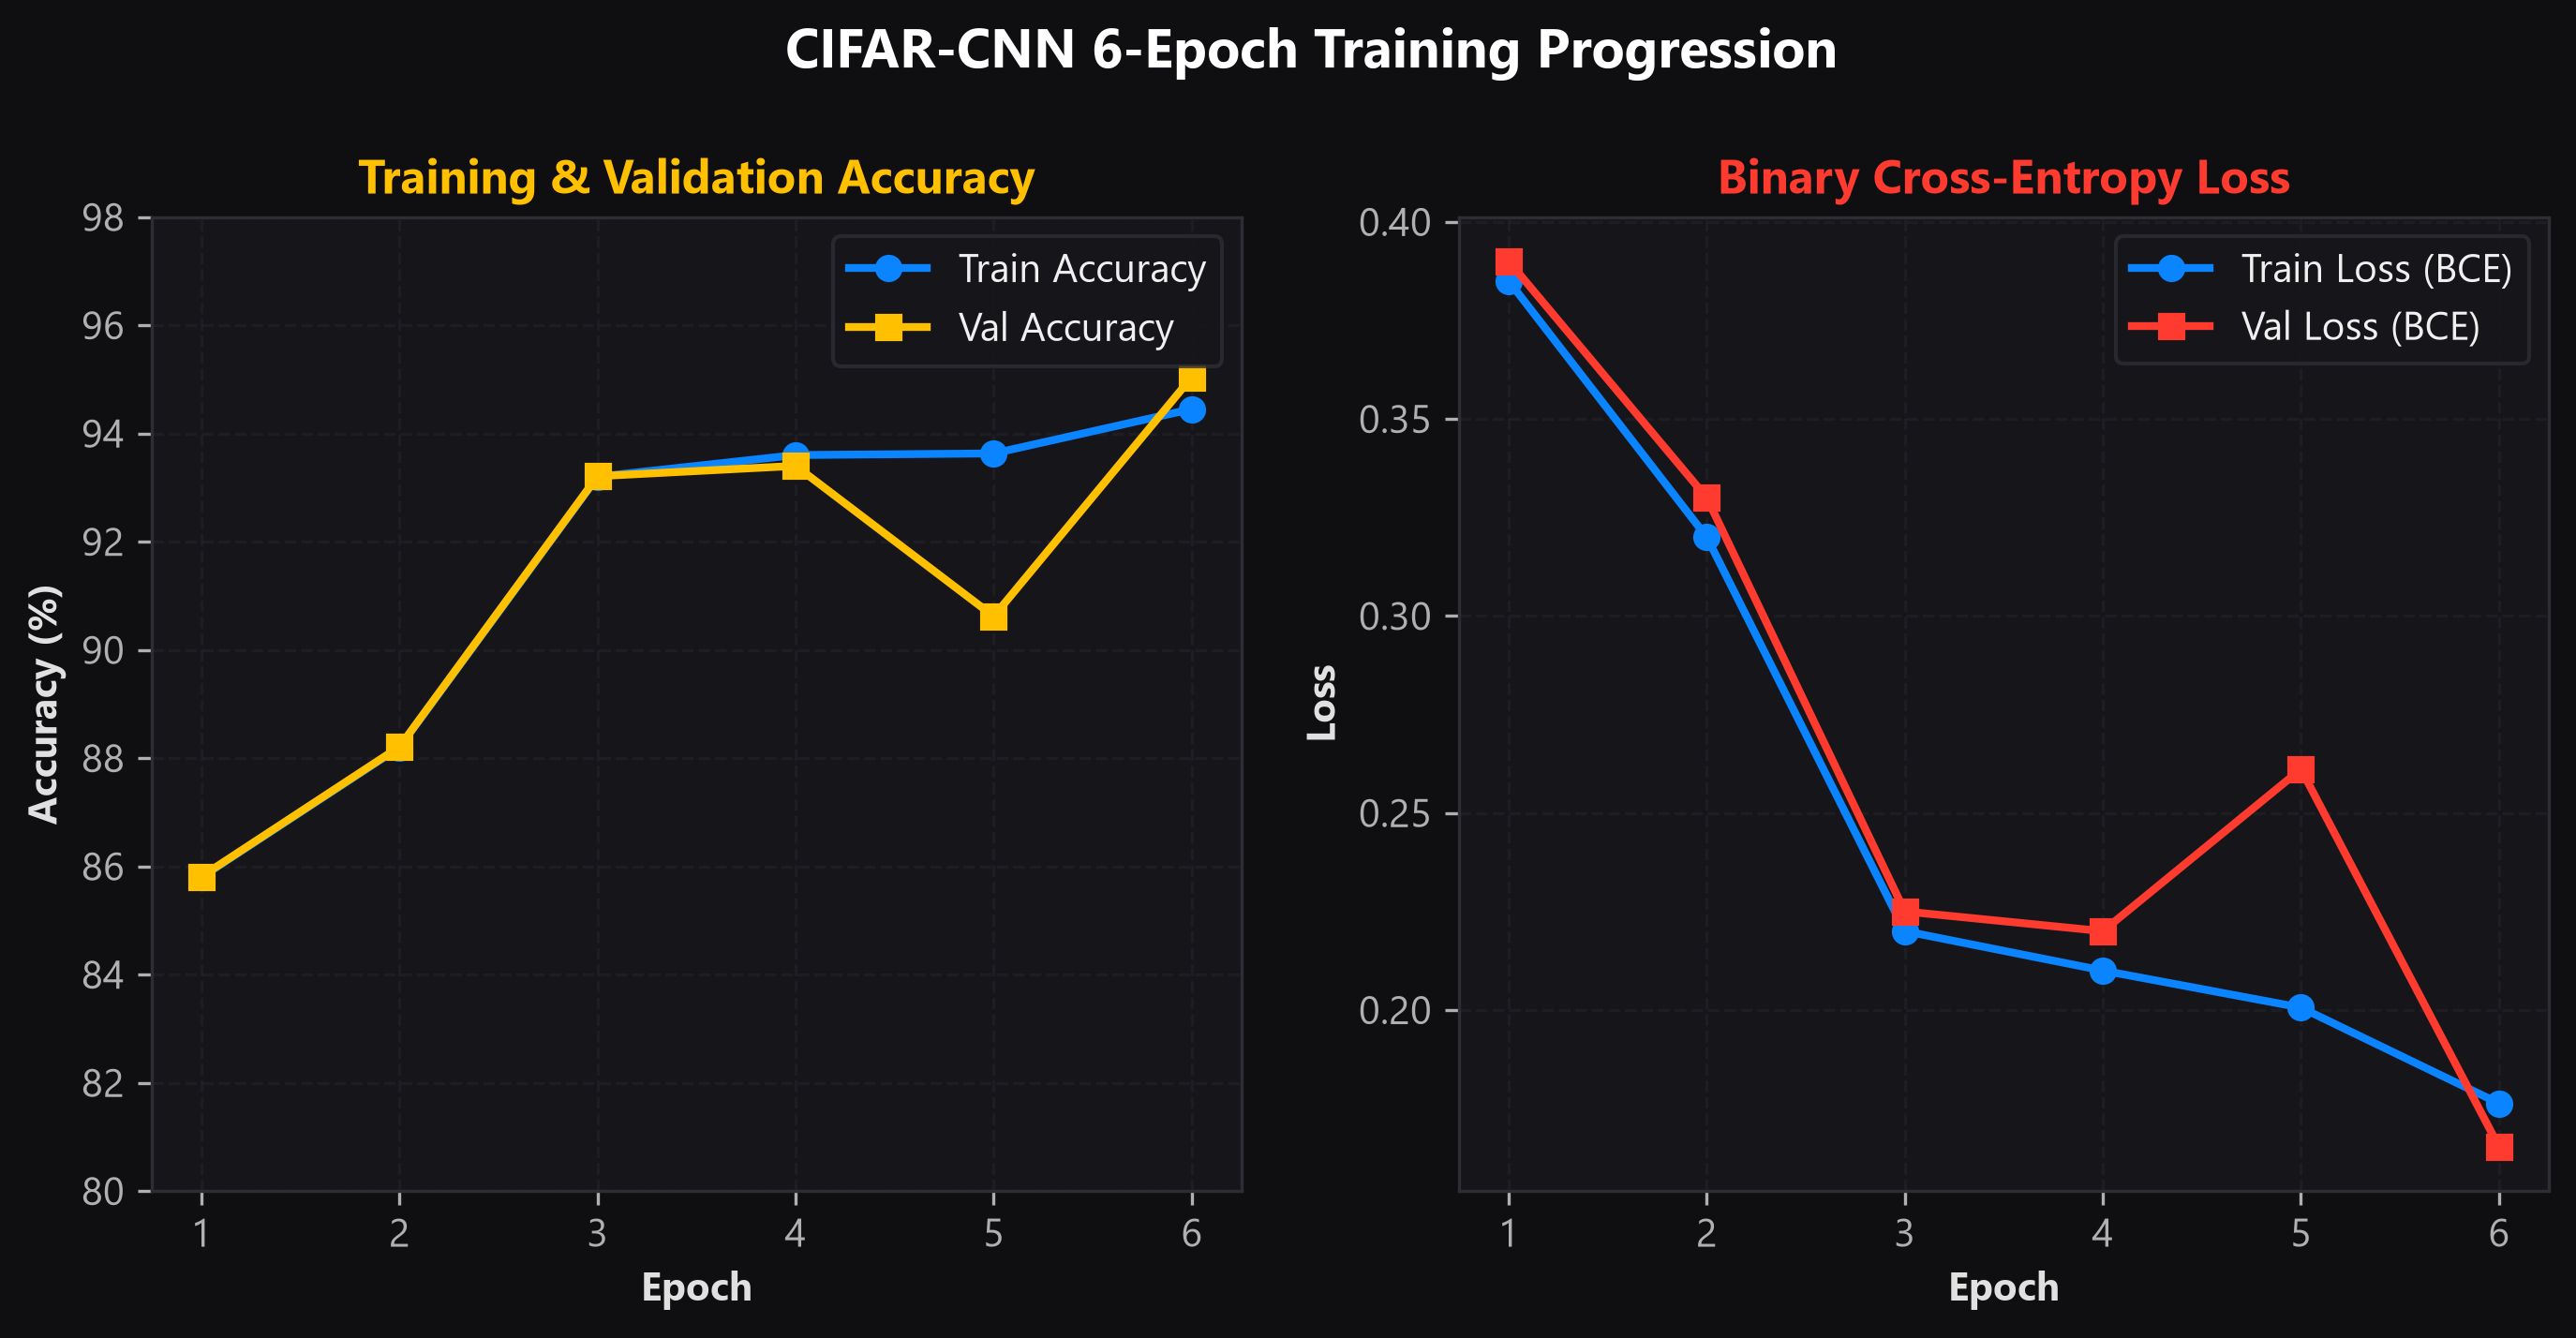 CIFAR-CNN 6-Epoch Training Progression
Training & Validation Accuracy
98
96
94
92
90
88
86
84
82
80
Accuracy (%)
Train Accuracy
Val Accuracy
1 2 3 4 5 6
Epoch
Binary Cross-Entropy Loss
0.40
0.35
0.30
0.25
0.20
Loss
Train Loss (BCE)
Val Loss (BCE)
1 2 3 4 5 6
Epoch